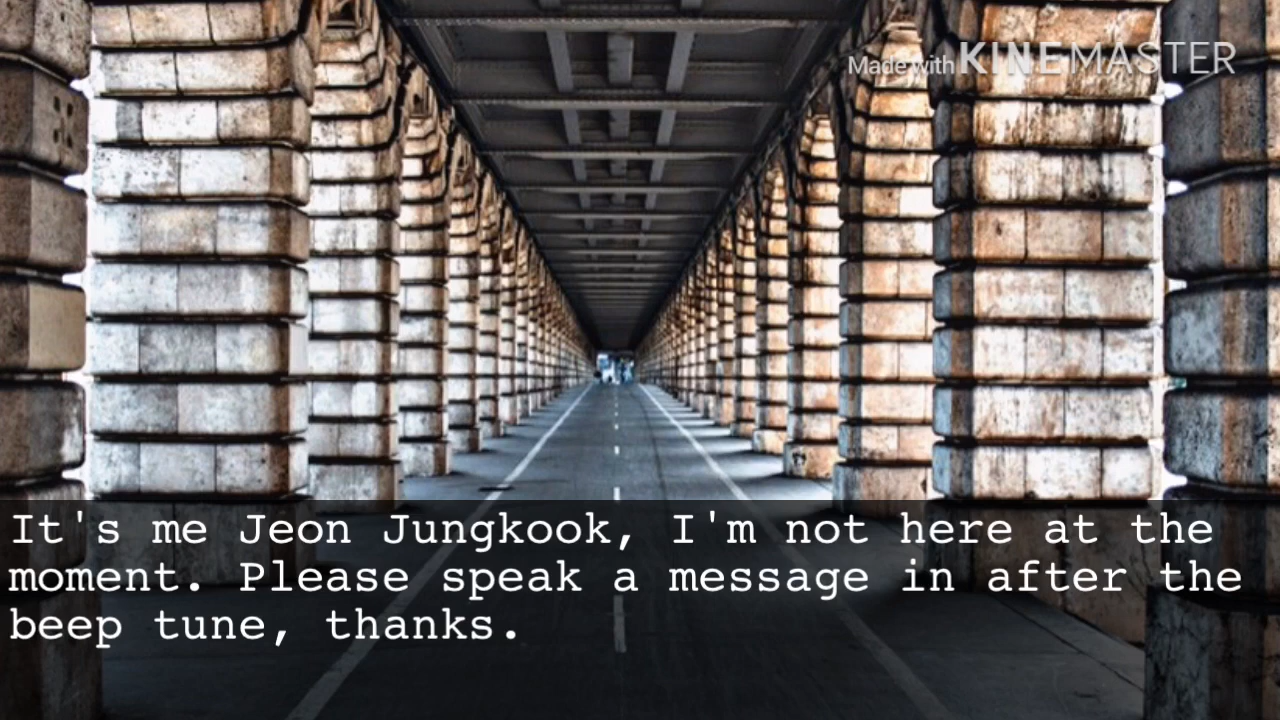 Made with KINEMASTER
It's me Jeon Jungkook, I'm not here at the
moment. Please speak a message in after the
beep tune, thanks.